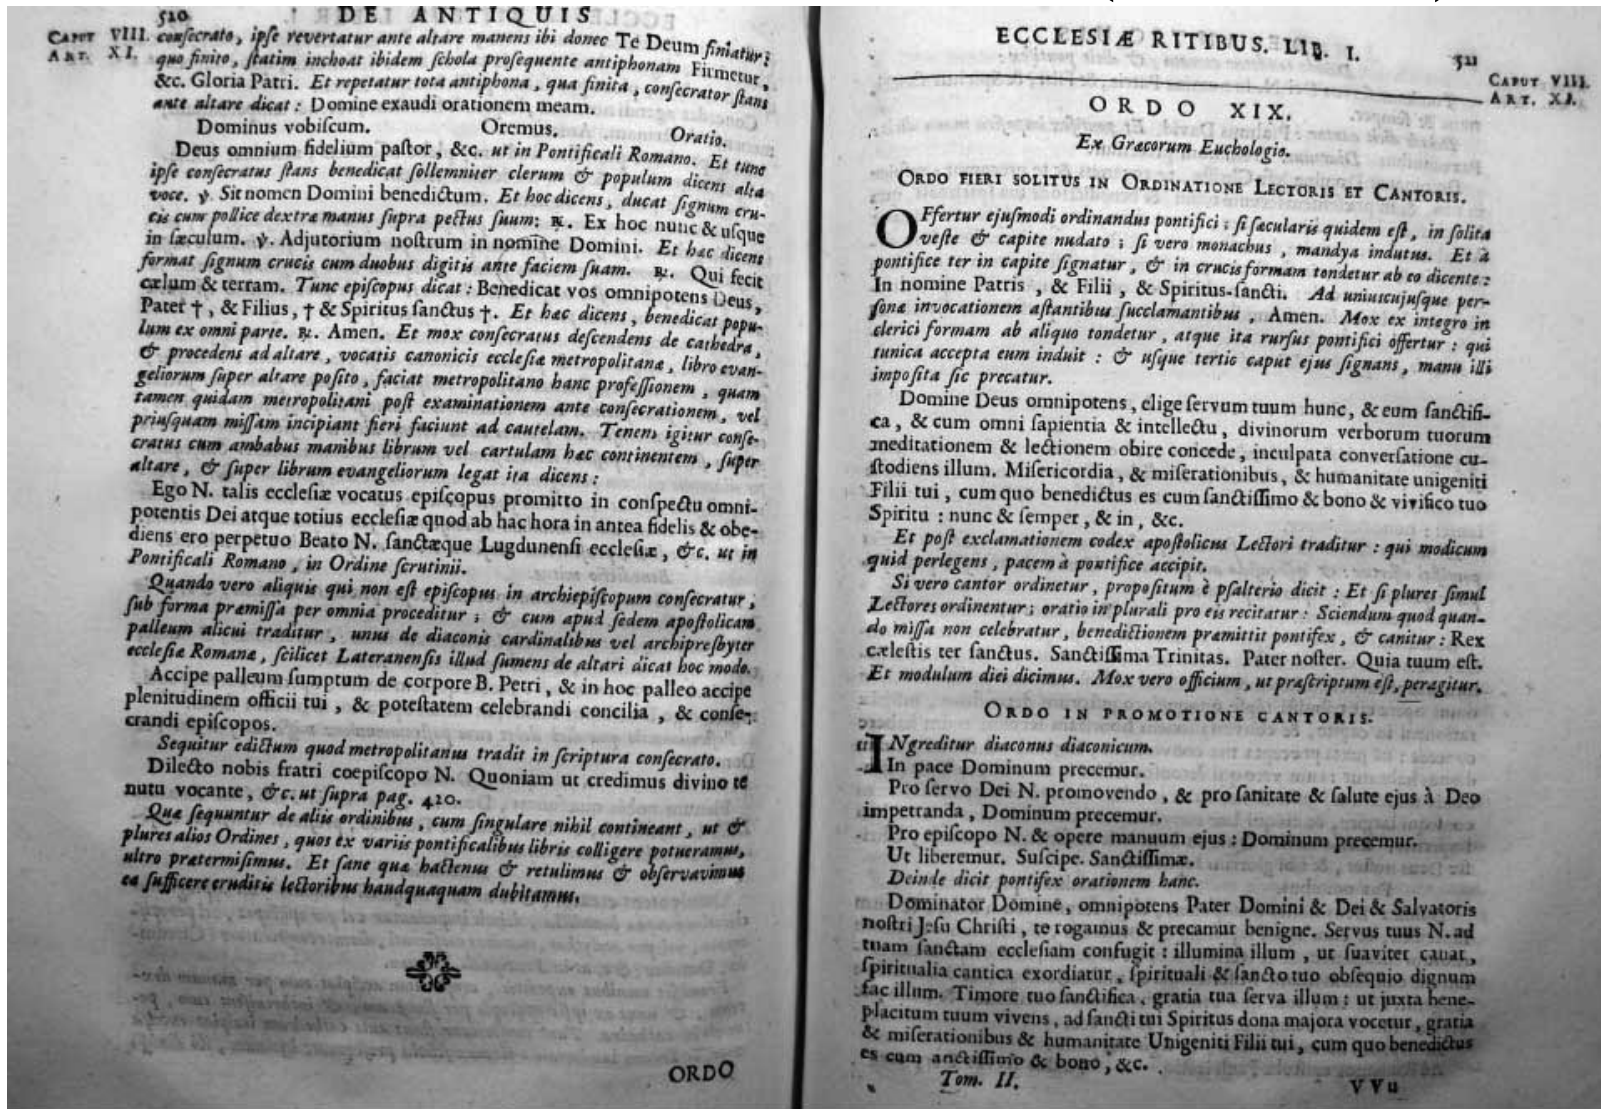 520
DE ANTIQUIS
CAPUT VIII.
ART. XI.
conſecrato, ipſe revertatur ante altare manens ibi donec Te Deum finiatur;
quo finito, ſtatim inchoat ibidem ſchola proſequente antiphonam Firmetur,
&c. Gloria Patri. Et repetatur tota antiphona, qua finita, conſecrator ſtans
ante altare dicat: Domine exaudi orationem meam.
Dominus vobiſcum. Oremus. Oratio.
Deus omnium fidelium paſtor, &c. ut in Pontificali Romano. Et tunc
ipſe conſecratus ſtans benedicat ſollemniter clerum & populum dicens alta
voce. ℣. Sit nomen Domini benedictum. Et hoc dicens, ducat ſignum cru-
cis cum pollice dextræ manus ſupra pectus ſuum: ℟. Ex hoc nunc & uſque
in ſæculum. ℣. Adjutorium noſtrum in nomine Domini. Et hæc dicens
format ſignum crucis cum duobus digitis ante faciem ſuam. ℟. Qui fecit
cælum & terram. Tunc epiſcopus dicat: Benedicat vos omnipotens Deus,
Pater †, & Filius, † & Spiritus ſanctus †. Et hæc dicens, benedicat popu-
lum ex omni parte. ℟. Amen. Et mox conſecratus deſcendens de cathedra,
& procedens ad altare, vocatis canonicis eccleſiæ metropolitanæ, libro evan-
geliorum ſuper altare poſito, faciat metropolitano hanc profeſſionem, quam
tamen quidam metropolitani poſt examinationem ante conſecrationem, vel
priuſquam miſſam incipiant fieri faciunt ad cautelam. Tenens igitur conſe-
cratus cum ambabus manibus librum vel cartulam hæc continentem, ſuper
altare, & ſuper librum evangeliorum legat ita dicens:
Ego N. talis eccleſiæ vocatus epiſcopus promitto in conſpectu omni-
potentis Dei atque totius eccleſiæ quod ab hac hora in antea fidelis & obe-
diens ero perpetuo Beato N. ſanctæque Lugdunenſi eccleſiæ, &c. ut in
Pontificali Romano, in Ordine ſcrutinii.
Quando vero aliquis qui non eſt epiſcopus in archiepiſcopum conſecratur,
ſub forma præmiſſa per omnia proceditur; & cum apud ſedem apoſtolicam
palleum alicui traditur, unus de diaconis cardinalibus vel archipreſbyter
eccleſiæ Romanæ, ſcilicet Lateranenſis illud ſumens de altari dicat hoc modo.
Accipe palleum ſumptum de corpore B. Petri, & in hoc palleo accipe
plenitudinem officii tui, & poteſtatem celebrandi concilia, & conſe-
crandi epiſcopos.
Sequitur edictum quod metropolitanus tradit in ſcriptura conſecrato.
Dilecto nobis fratri coepiſcopo N. Quoniam ut credimus divino te
nutu vocante, &c. ut ſupra pag. 420.
Quæ ſequuntur de aliis ordinibus, cum ſingulare nihil contineant, ut &
plures alios Ordines, quos ex variis pontificalibus libris colligere potueramus,
ultro prætermiſimus. Et ſane quæ hactenus & retulimus & obſervavimus
ea ſufficere eruditis lectoribus haudquaquam dubitamus.
ORDO
ECCLESIÆ RITIBUS. LIB. I.
521
CAPUT VIII.
ART. XI.
ORDO XIX.
Ex Græcorum Euchologio.
ORDO FIERI SOLITUS IN ORDINATIONE LECTORIS ET CANTORIS.
OFfertur ejuſmodi ordinandus pontifici; ſi ſæcularis quidem eſt, in ſolita
veſte & capite nudato; ſi vero monachus, mandya indutus. Et à
pontifice ter in capite ſignatur, & in crucis formam tondetur ab eo dicente:
In nomine Patris, & Filii, & Spiritus-ſancti. Ad uniuscujuſque per-
ſonæ invocationem aſtantibus ſucclamantibus, Amen. Mox ex integro in
clerici formam ab aliquo tondetur, atque ita rurſus pontifici offertur: qui
tunica accepta eum induit: & uſque tertio caput ejus ſignans, manu illi
impoſita ſic precatur.
Domine Deus omnipotens, elige ſervum tuum hunc, & eum ſanctifi-
ca, & cum omni ſapientia & intellectu, divinorum verborum tuorum
meditationem & lectionem obire concede, inculpata converſatione cu-
ſtodiens illum. Miſericordia, & miſerationibus, & humanitate unigeniti
Filii tui, cum quo benedictus es cum ſanctiſſimo & bono & vivifico tuo
Spiritu: nunc & ſemper, & in, &c.
Et poſt exclamationem codex apoſtolicus Lectori traditur: qui modicum
quid perlegens, pacem à pontifice accipit.
Si vero cantor ordinetur, propoſitum è pſalterio dicit: Et ſi plures ſimul
Lectores ordinentur; oratio in plurali pro eis recitatur: Sciendum quod quan-
do miſſa non celebratur, benedictionem præmittit pontifex, & canitur: Rex
cæleſtis ter ſanctus. Sanctiſſima Trinitas. Pater noſter. Quia tuum eſt.
Et modulum diei dicimus. Mox vero officium, ut præſcriptum eſt, peragitur.
ORDO IN PROMOTIONE CANTORIS.
INgreditur diaconus diaconicum.
In pace Dominum precemur.
Pro ſervo Dei N. promovendo, & pro ſanitate & ſalute ejus à Deo
impetranda, Dominum precemur.
Pro epiſcopo N. & opere manuum ejus: Dominum precemur.
Ut liberemur. Suſcipe. Sanctiſſimæ.
Deinde dicit pontifex orationem hanc.
Dominator Domine, omnipotens Pater Domini & Dei & Salvatoris
noſtri Jeſu Chriſti, te rogamus & precamur benigne. Servus tuus N. ad
tuam ſanctam eccleſiam confugit: illumina illum, ut ſuaviter canat,
ſpiritualia cantica exordiatur, ſpirituali & ſancto tuo obſequio dignum
fac illum. Timore tuo ſanctifica, gratia tua ſerva illum: ut juxta bene-
placitum tuum vivens, ad ſancti tui Spiritus dona majora vocetur, gratia
& miſerationibus & humanitate Unigeniti Filii tui, cum quo benedictus
es cum anctiſſimo & bono, &c.
Tom. II.
VVu